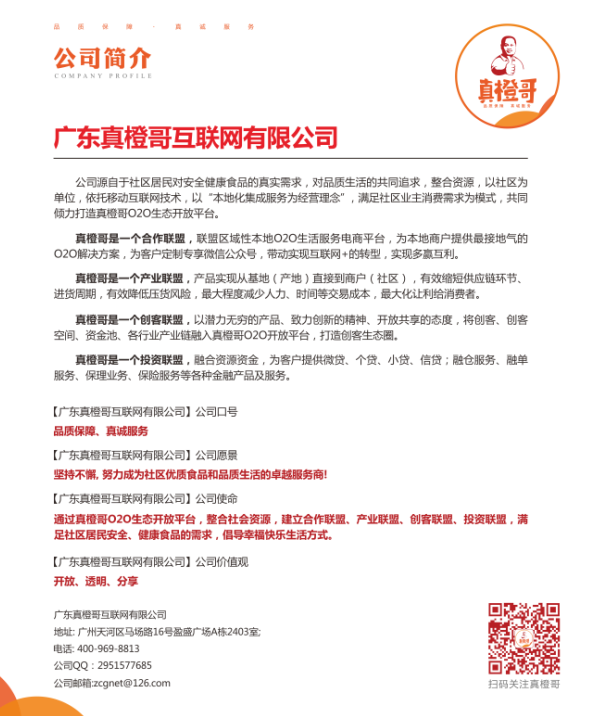 品质保障·真诚服务
公司简介
COMPANY PROFILE
真橙哥
品质保障 真诚服务
广东真橙哥互联网有限公司
公司源自于社区居民对安全健康食品的真实需求，对品质生活的共同追求，整合资源，以社区为
单位，依托移动互联网技术，以“本地化集成服务为经营理念”，满足社区业主消费需求为模式，共同
倾力打造真橙哥O2O生态开放平台。
真橙哥是一个合作联盟，联盟区域性本地O2O生活服务电商平台，为本地商户提供最接地气的
O2O解决方案，为客户定制专享微信公众号，带动实现互联网+的转型，实现多赢互利。
真橙哥是一个产业联盟，产品实现从基地（产地）直接到商户（社区），有效缩短供应链环节、
进货周期，有效降低压货风险，最大程度减少人力、时间等交易成本，最大化让利给消费者。
真橙哥是一个创客联盟，以潜力无穷的产品、致力创新的精神、开放共享的态度，将创客、创客
空间、资金池、各行业产业链融入真橙哥O2O开放平台，打造创客生态圈。
真橙哥是一个投资联盟，融合资源资金，为客户提供微贷、个贷、小贷、信贷；融仓服务、融单
服务、保理业务、保险服务等各种金融产品及服务。
【广东真橙哥互联网有限公司】公司口号
品质保障、真诚服务
【广东真橙哥互联网有限公司】公司愿景
坚持不懈, 努力成为社区优质食品和品质生活的卓越服务商!
【广东真橙哥互联网有限公司】公司使命
通过真橙哥O2O生态开放平台，整合社会资源，建立合作联盟、产业联盟、创客联盟、投资联盟，满
足社区居民安全、健康食品的需求，倡导幸福快乐生活方式。
【广东真橙哥互联网有限公司】公司价值观
开放、透明、分享
广东真橙哥互联网有限公司
地址: 广州天河区马场路16号盈盛广场A栋2403室;
电话: 400-969-8813
公司QQ：2951577685
公司邮箱:zcgnet@126.com
真橙哥
扫码关注真橙哥